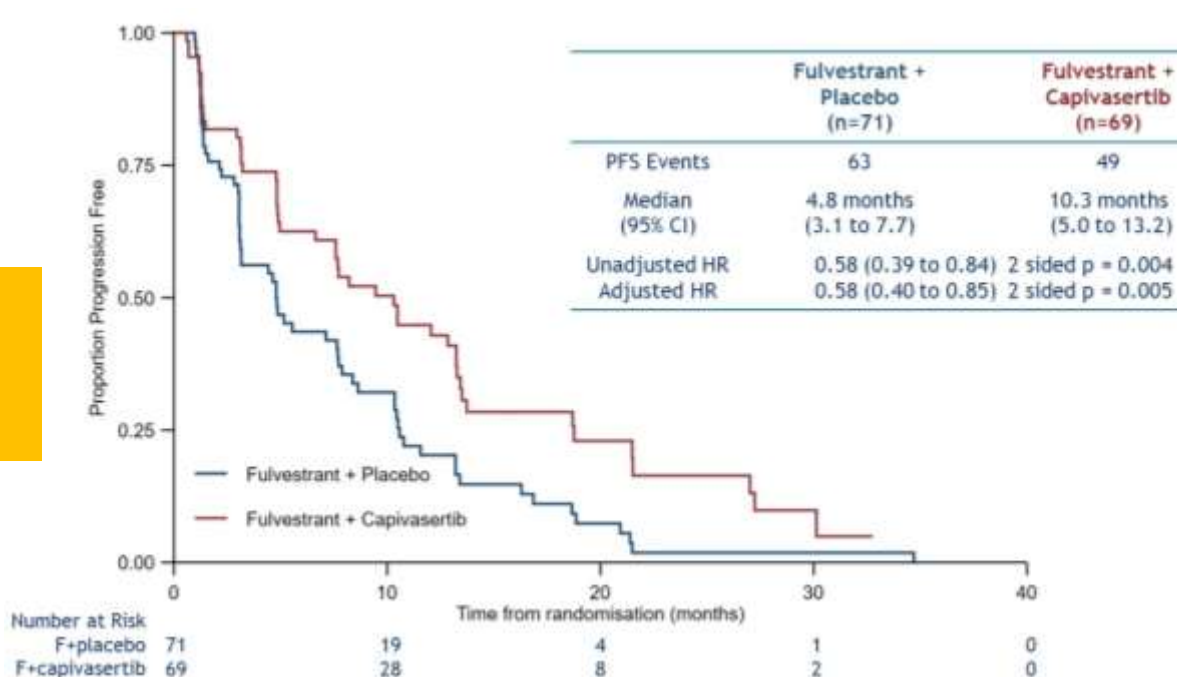 1.00
0.75
0.50
0.25
0.00
Proportion Progression Free
Fulvestrant + Placebo (n=71)
Fulvestrant + Capivasertib (n=69)
PFS Events 63 49
Median (95% CI) 4.8 months (3.1 to 7.7) 10.3 months (5.0 to 13.2)
Unadjusted HR 0.58 (0.39 to 0.84) 2 sided p = 0.004
Adjusted HR 0.58 (0.40 to 0.85) 2 sided p = 0.005
Fulvestrant + Placebo
Fulvestrant + Capivasertib
0 10 20 30 40
Time from randomisation (months)
Number at Risk
F+placebo 71 19 4 1 0
F+capivasertib 69 28 8 2 0